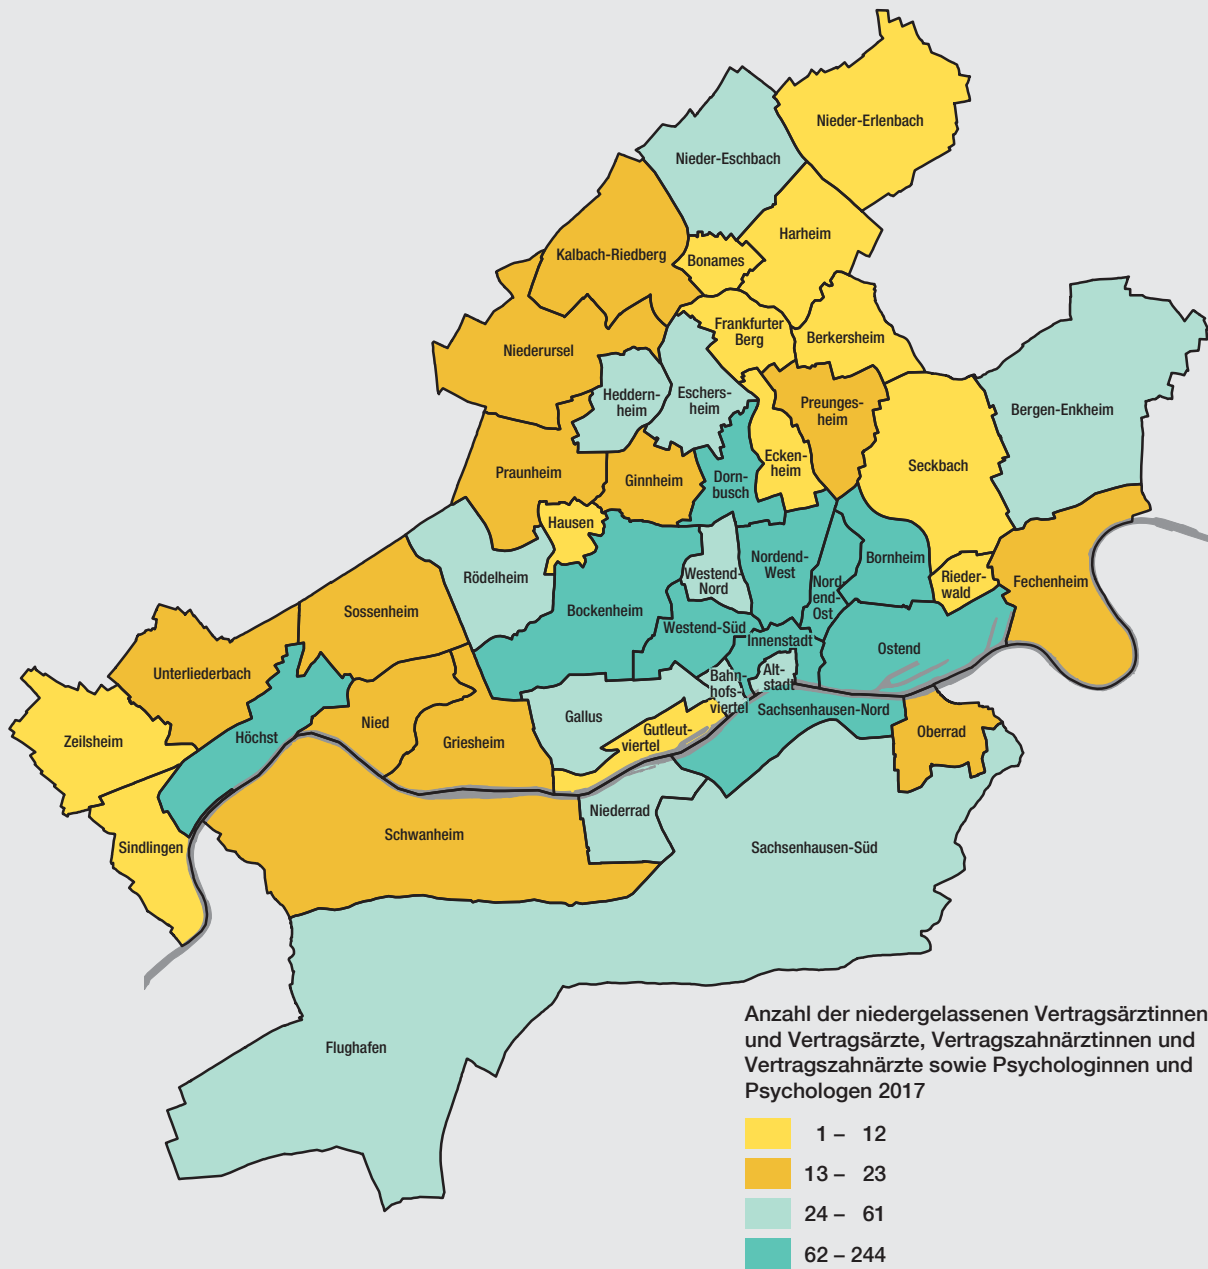 Nieder-Erlenbach
Nieder-Eschbach
Harheim
Kalbach-Riedberg
Bonames
Frankfurter
Berg
Berkersheim
Niederursel
Heddern-
heim
Eschers-
heim
Preunges-
heim
Bergen-Enkheim
Praunheim
Ginnheim
Dorn-
busch
Ecken-
heim
Seckbach
Hausen
Rödelheim
Westend-
Nord
Nordend-
West
Bornheim
Nord
end-
Ost
Rieder-
wald
Fechenheim
Sossenheim
Bockenheim
Westend-Süd
Innenstadt
Ostend
Unterliederbach
Bahn-
hofs-
viertel
Alt-
stadt
Zeilsheim
Höchst
Nied
Griesheim
Gallus
Gutleut-
viertel
Sachsenhausen-Nord
Oberrad
Sindlingen
Schwanheim
Niederrad
Sachsenhausen-Süd
Flughafen
Anzahl der niedergelassenen Vertragsärztinnen
und Vertragsärzte, Vertragszahnärztinnen und
Vertragszahnärzte sowie Psychologinnen und
Psychologen 2017
1 – 12
13 – 23
24 – 61
62 – 244